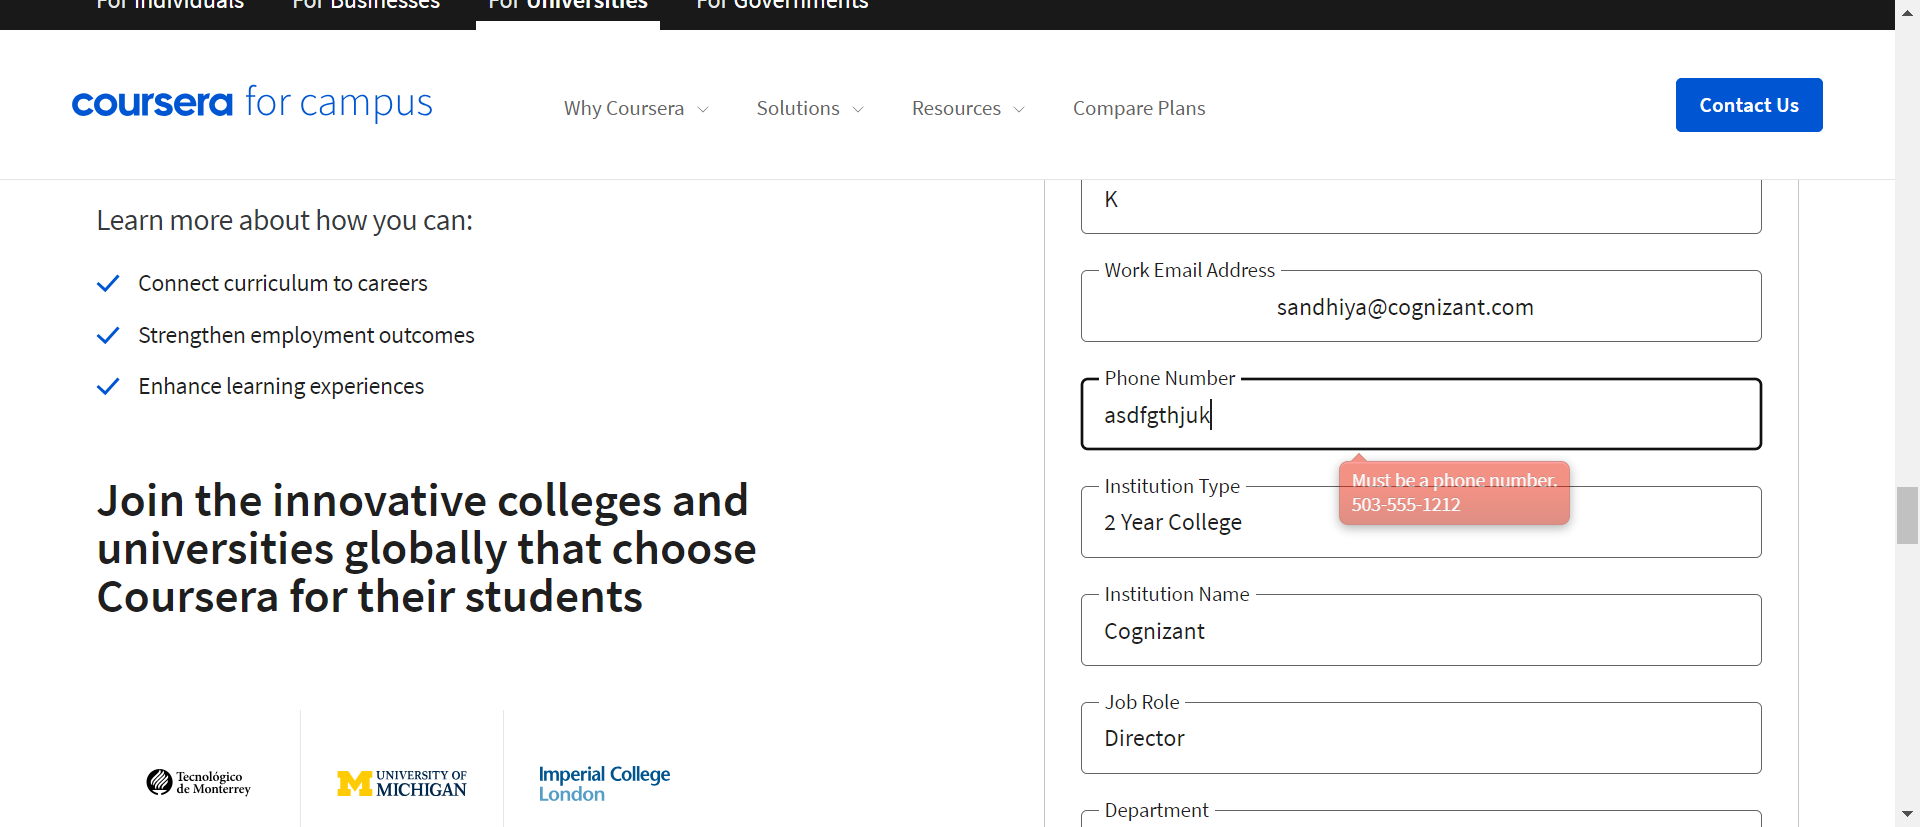 For Individuals
For Businesses
For Universities
For Governments
coursera for campus
Why Coursera
Solutions
Resources
Compare Plans
Contact Us
Learn more about how you can:
Connect curriculum to careers
Strengthen employment outcomes
Enhance learning experiences
Join the innovative colleges and
universities globally that choose
Coursera for their students
Tecnológico
de Monterrey
M UNIVERSITY OF
MICHIGAN
Imperial College
London
K
Work Email Address
sandhiya@cognizant.com
Phone Number
asdfgthjuk
Must be a phone number.
503-555-1212
Institution Type
2 Year College
Institution Name
Cognizant
Job Role
Director
Department